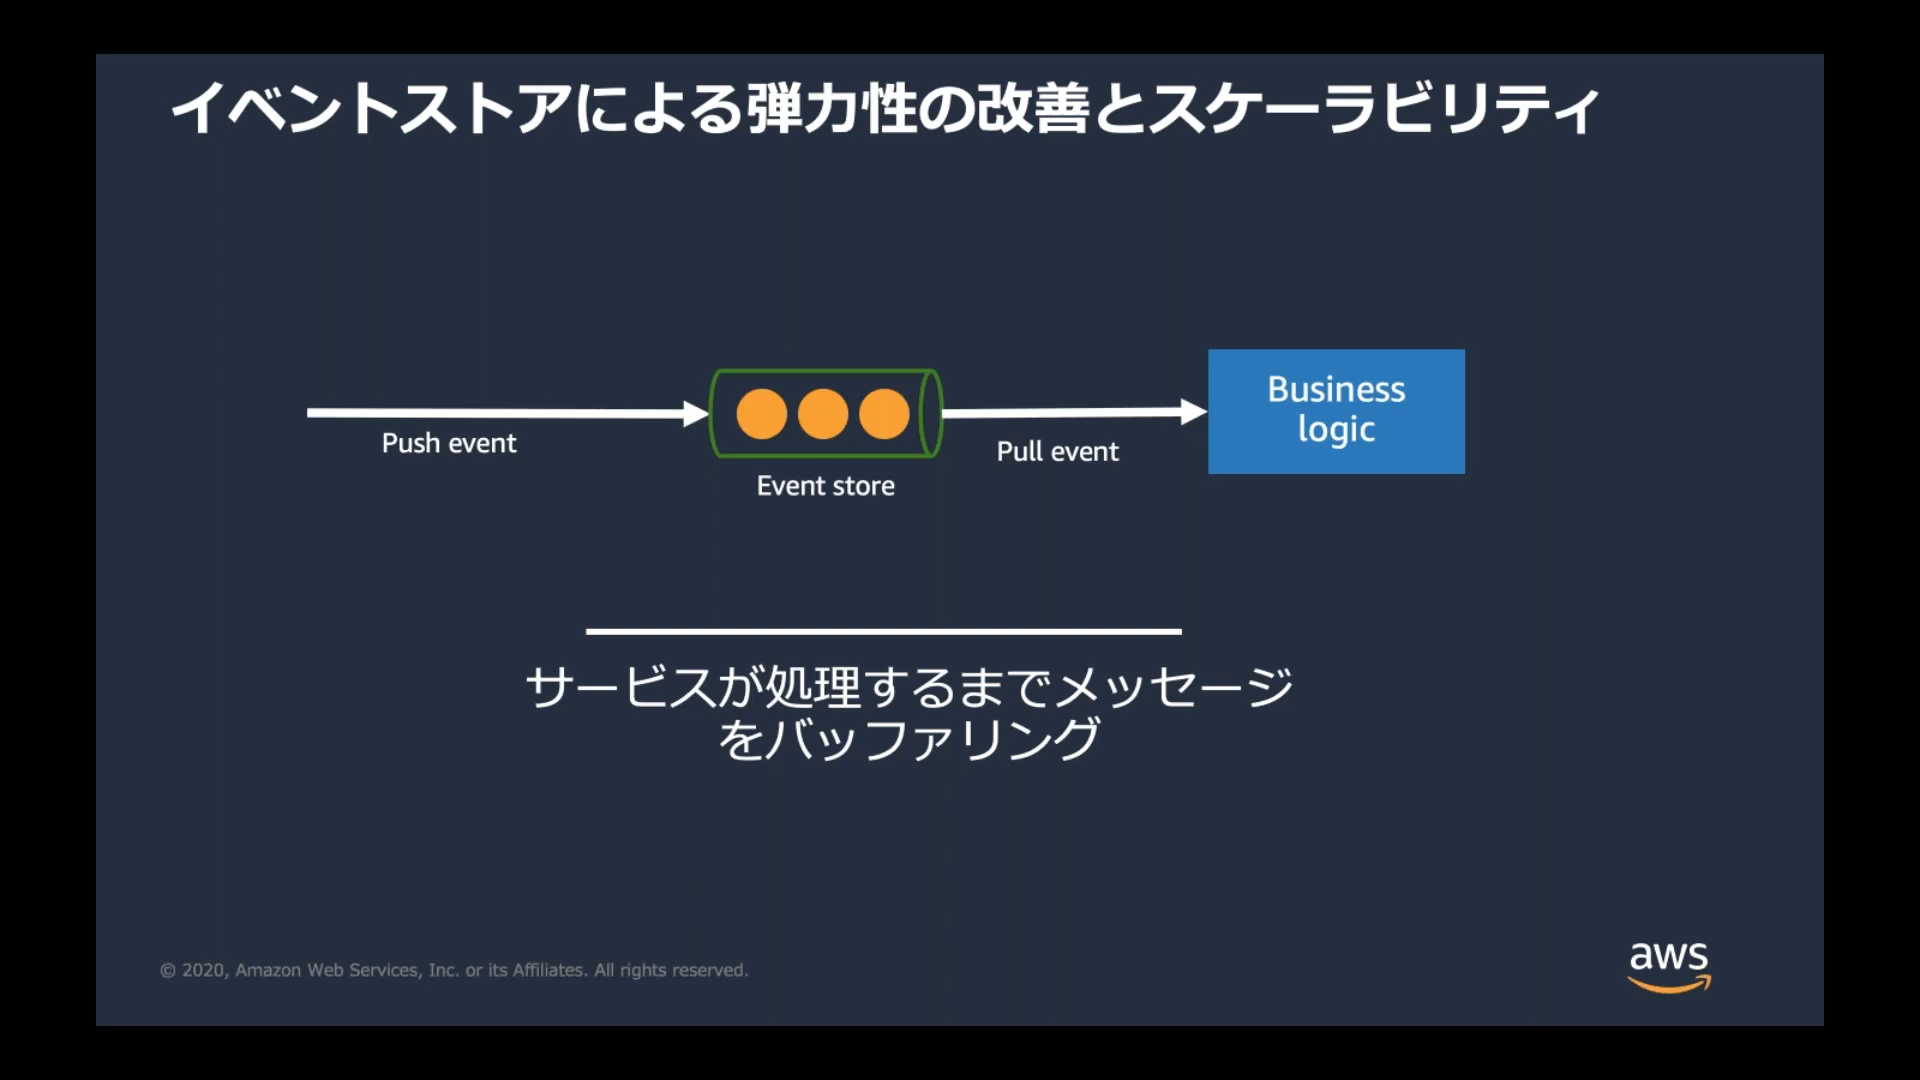 イベントストアによる弾力性の改善とスケーラビリティ
Push event
Event store
Pull event
Business
logic
サービスが処理するまでメッセージ
をバッファリング
© 2020, Amazon Web Services, Inc. or its Affiliates. All rights reserved.
aws